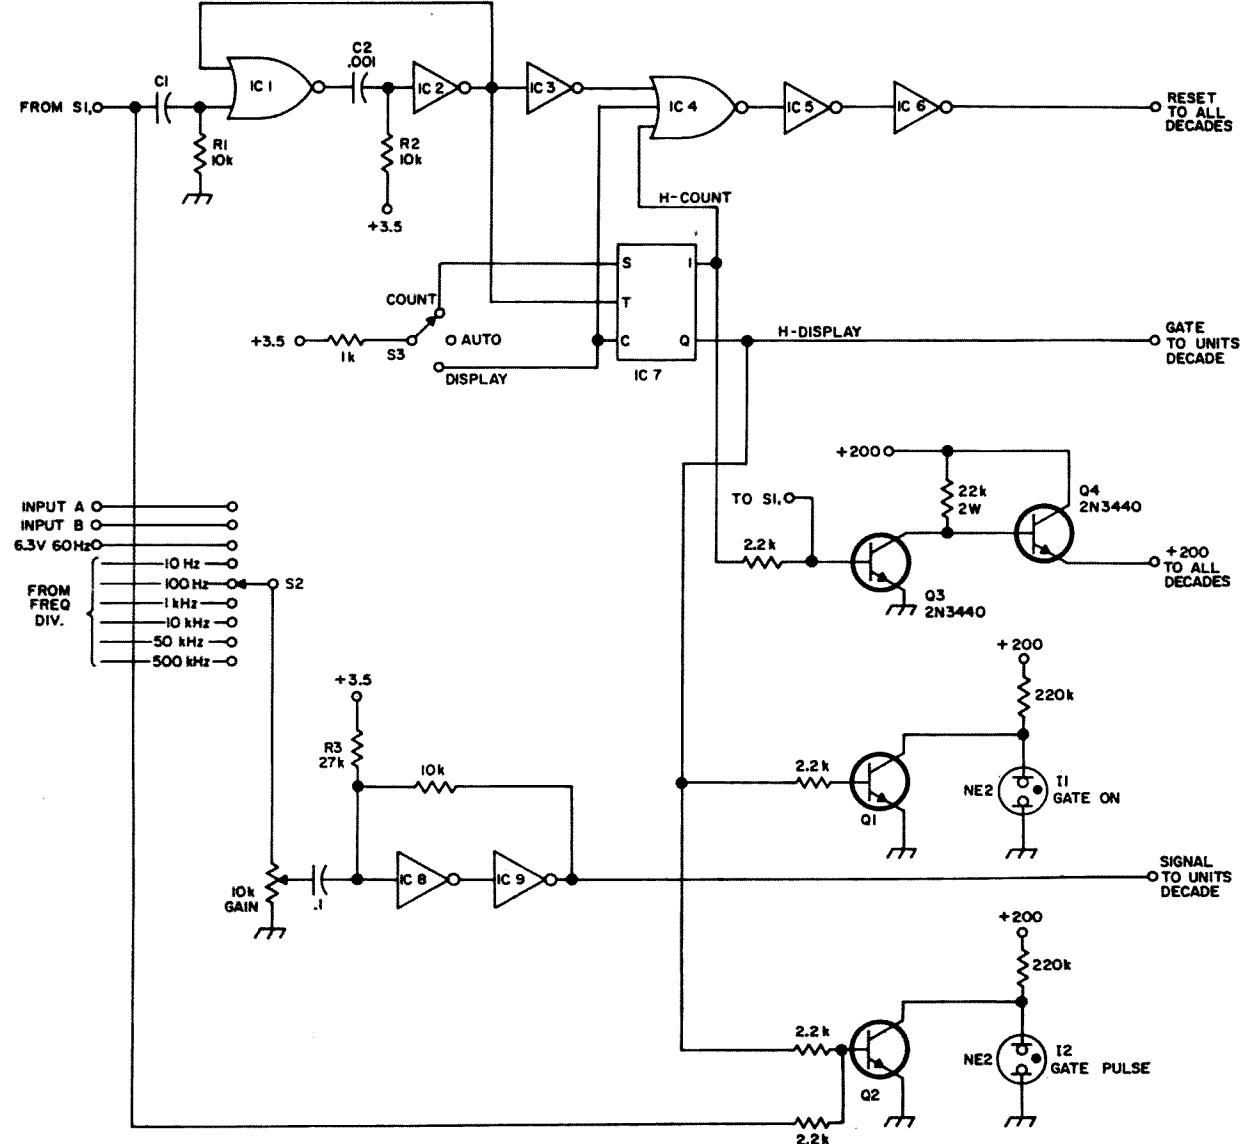 C2
.001
C1
IC 1
IC 2
IC 3
IC 4
IC 5
IC 6
FROM S1,
RESET
TO ALL
DECADES
R1
10k
R2
10k
+3.5
H-COUNT
S
1
COUNT
T
+3.5
1k
S3
AUTO
C
Q
H-DISPLAY
GATE
TO UNITS
DECADE
DISPLAY
IC 7
+200
22k
2W
Q4
2N3440
TO S1,
2.2k
Q3
2N3440
+200
TO ALL
DECADES
INPUT A
INPUT B
6.3V 60Hz
10 Hz
100Hz
1 kHz
10 kHz
50 kHz
500 kHz
FROM
FREQ
DIV.
S2
+200
220k
+3.5
R3
27k
10k
2.2k
Q1
NE2
I1
GATE ON
10k
GAIN
.1
IC 8
IC 9
SIGNAL
TO UNITS
DECADE
+200
220k
2.2k
Q2
NE2
I2
GATE PULSE
2.2k